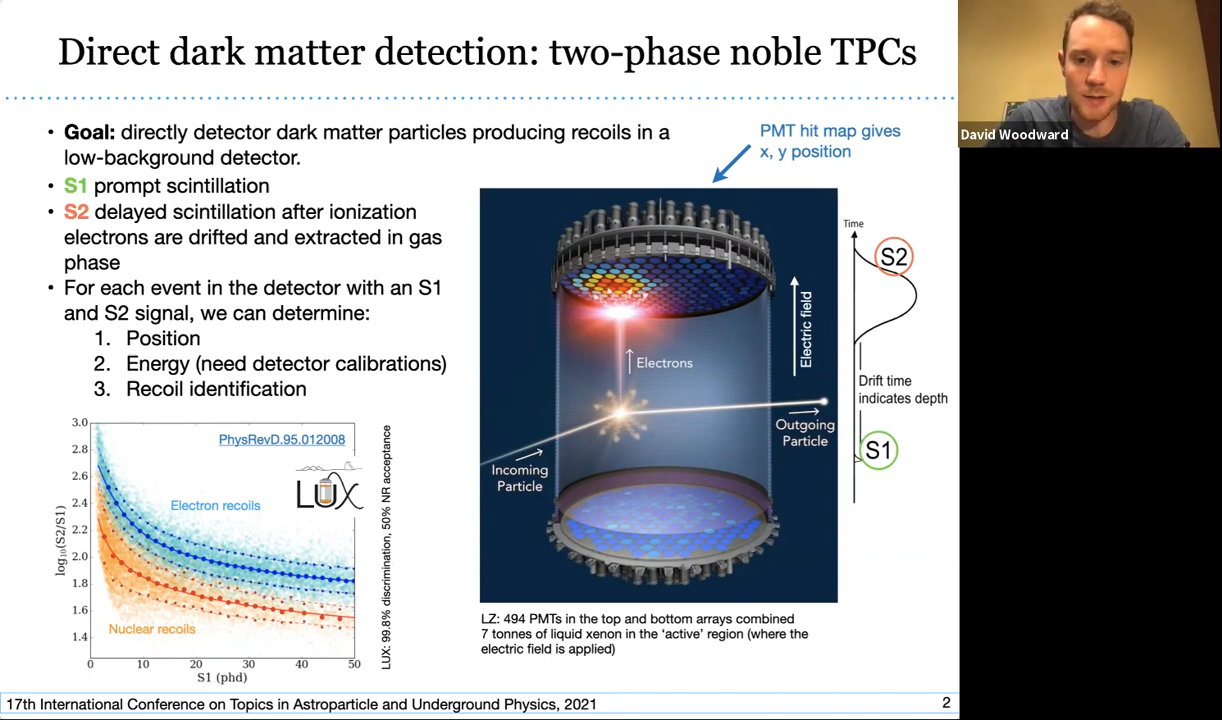 Direct dark matter detection: two-phase noble TPCs
David Woodward
• Goal: directly detector dark matter particles producing recoils in a
low-background detector.
• S1 prompt scintillation
• S2 delayed scintillation after ionization
electrons are drifted and extracted in gas
phase
• For each event in the detector with an S1
and S2 signal, we can determine:
1. Position
2. Energy (need detector calibrations)
3. Recoil identification
PMT hit map gives
x, y position
Electrons
Electric field
Incoming
Particle
Outgoing
Particle
Time
S2
Drift time
indicates depth
S1
PhysRevD.95.012008
LUX
Electron recoils
Nuclear recoils
log10(S2/S1)
3.0
2.8
2.6
2.4
2.2
2.0
1.8
1.6
1.4
0 10 20 30 40 50
S1 (phd)
LUX: 99.8% discrimination, 50% NR acceptance
LZ: 494 PMTs in the top and bottom arrays combined
7 tonnes of liquid xenon in the ‘active’ region (where the
electric field is applied)
17th International Conference on Topics in Astroparticle and Underground Physics, 2021
2